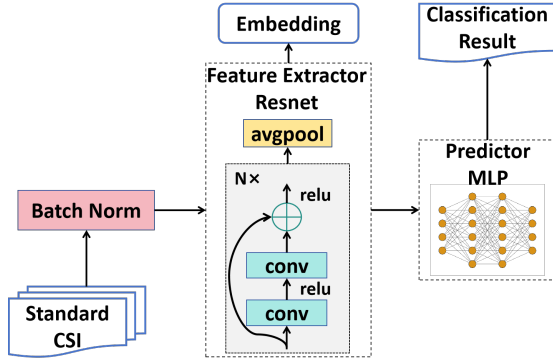 Embedding
Classification
Result
Feature Extractor
Resnet
avgpool
N×
relu
Predictor
MLP
Batch Norm
conv
relu
conv
Standard
CSI